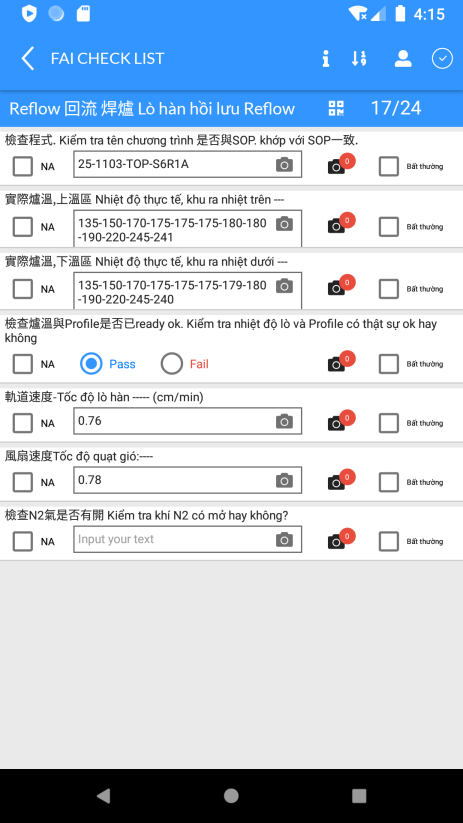 4:15
FAI CHECK LIST
Reflow 回流 焊爐 Lò hàn hồi lưu Reflow 17/24
檢查程式. Kiểm tra tên chương trình 是否與SOP. khớp với SOP一致.
NA 25-1103-TOP-S6R1A 0 Bất thường
實際爐溫,上溫區 Nhiệt độ thực tế, khu ra nhiệt trên ---
NA 135-150-170-175-175-175-180-180
-190-220-245-241 0 Bất thường
實際爐溫,下溫區 Nhiệt độ thực tế, khu ra nhiệt dưới ---
NA 135-150-170-175-175-175-179-180
-190-220-245-240 0 Bất thường
檢查爐溫與Profile是否已ready ok. Kiểm tra nhiệt độ lò và Profile có thật sự ok hay
không
NA Pass Fail 0 Bất thường
軌道速度-Tốc độ lò hàn ----- (cm/min)
NA 0.76 0 Bất thường
風扇速度Tốc độ quạt gió:----
NA 0.78 0 Bất thường
檢查N2氣是否有開 Kiểm tra khí N2 có mở hay không?
NA Input your text 0 Bất thường